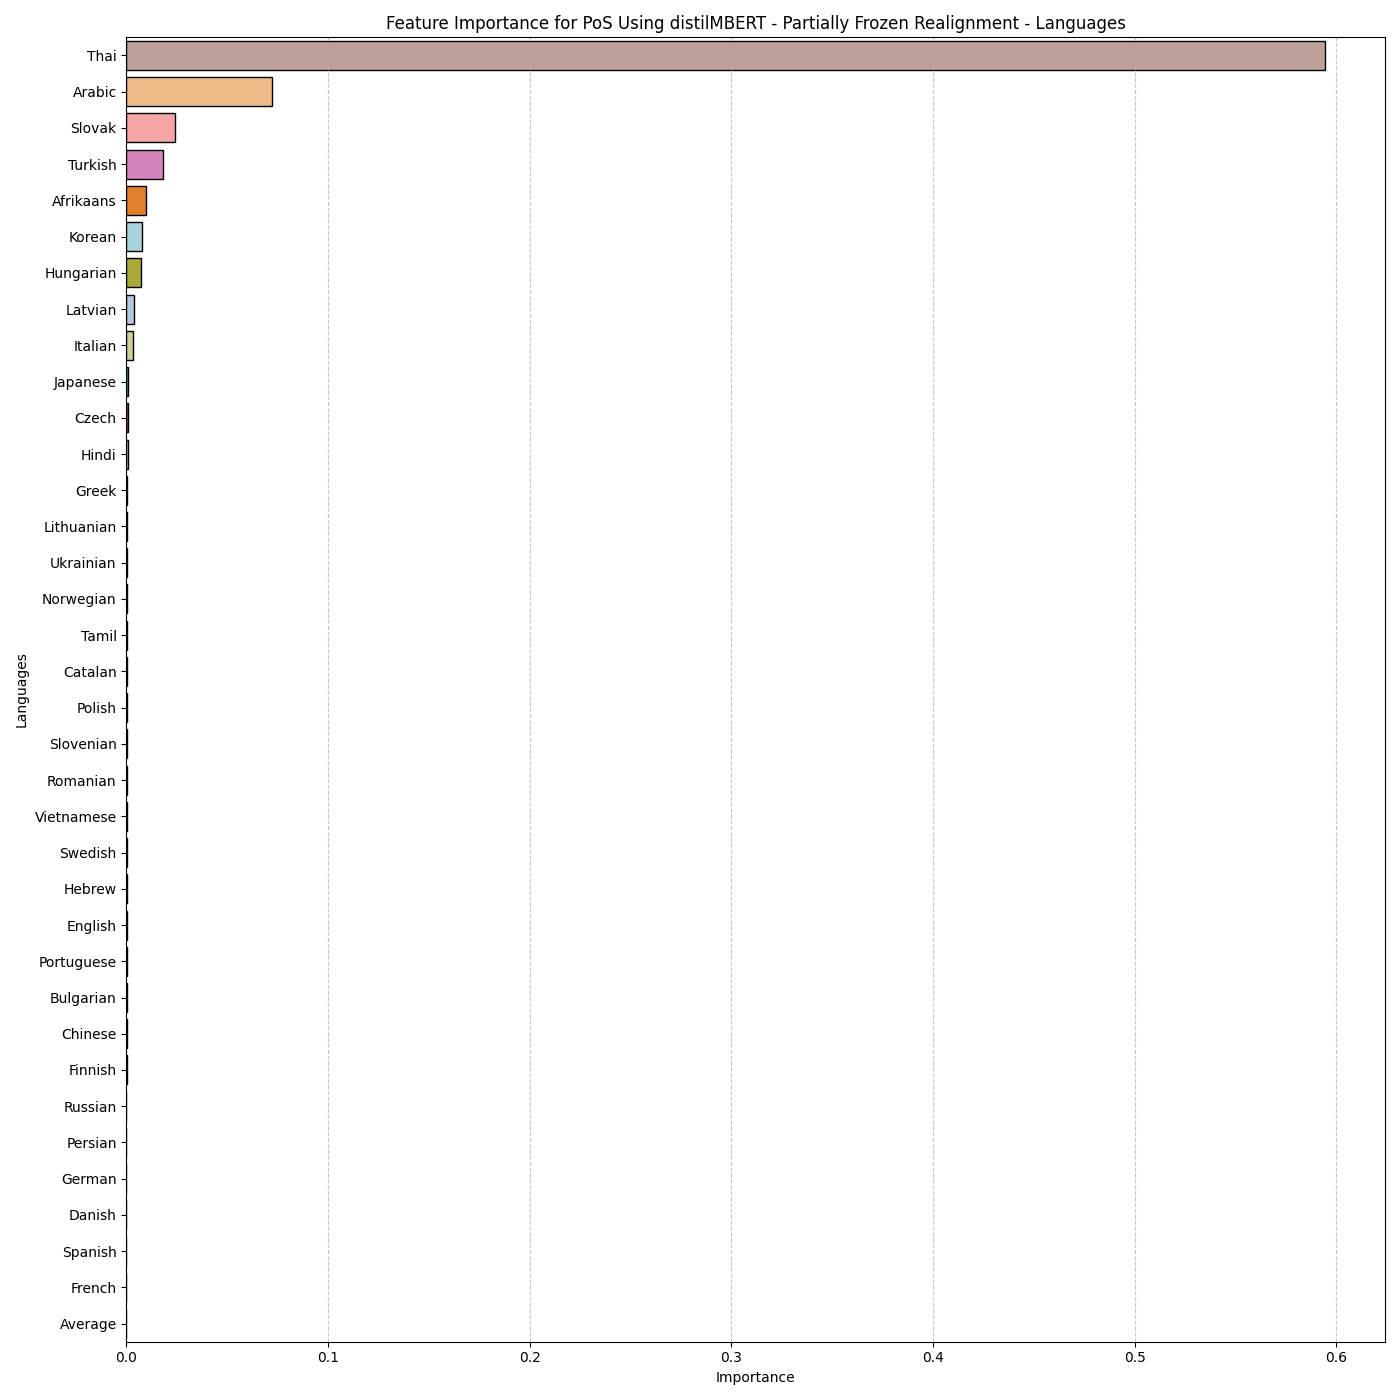 Feature Importance for PoS Using distilMBERT - Partially Frozen Realignment - Languages
Languages
Thai
Arabic
Slovak
Turkish
Afrikaans
Korean
Hungarian
Latvian
Italian
Japanese
Czech
Hindi
Greek
Lithuanian
Ukrainian
Norwegian
Tamil
Catalan
Polish
Slovenian
Romanian
Vietnamese
Swedish
Hebrew
English
Portuguese
Bulgarian
Chinese
Finnish
Russian
Persian
German
Danish
Spanish
French
Average
0.0 0.1 0.2 0.3 0.4 0.5 0.6
Importance